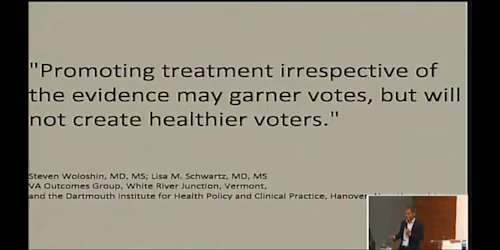 "Promoting treatment irrespective of
the evidence may garner votes, but will
not create healthier voters."
Steven Woloshin, MD, MS; Lisa M. Schwartz, MD, MS
VA Outcomes Group, White River Junction, Vermont,
and the Dartmouth Institute for Health Policy and Clinical Practice, Hanover,